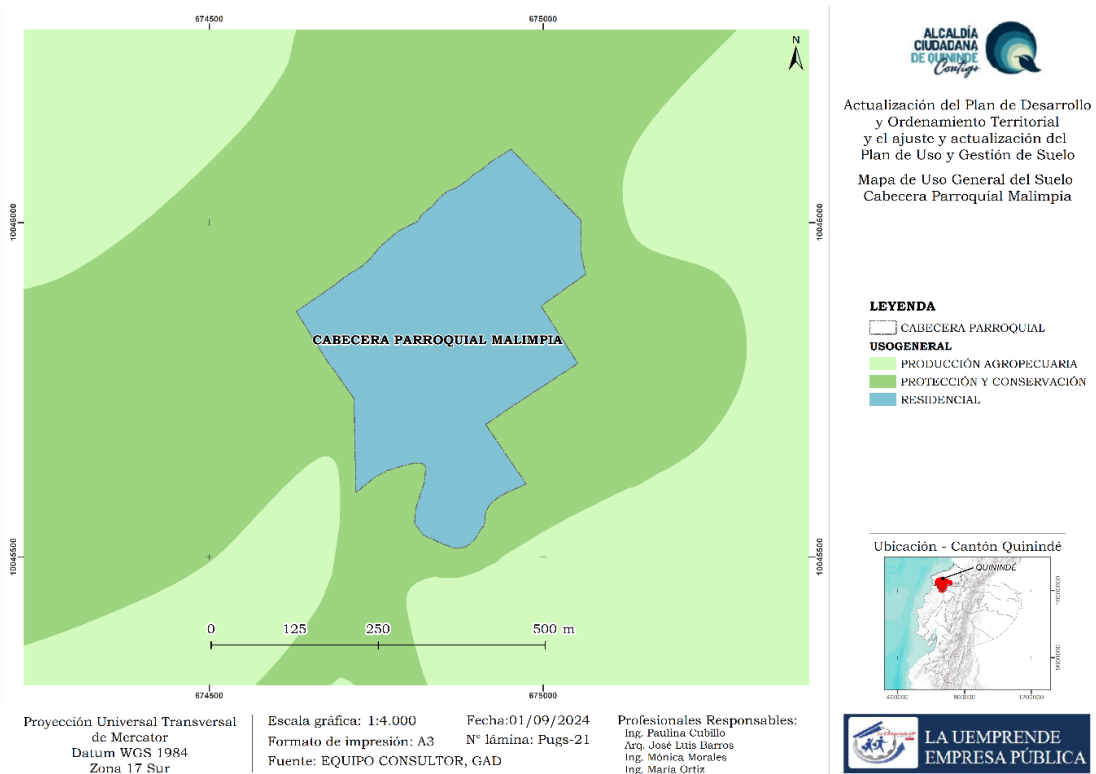 674500
675000
N
10046000
10046000
CABECERA PARROQUIAL MALIMPIA
10045500
10045500
0 125 250 500 m
674500
675000
ALCALDÍA
CIUDADANA
DE QUININDE
Contigo
Actualización del Plan de Desarrollo
y Ordenamiento Territorial
y el ajuste y actualización del
Plan de Uso y Gestión de Suelo
Mapa de Uso General del Suelo
Cabecera Parroquial Malimpia
LEYENDA
CABECERA PARROQUIAL
USOGENERAL
PRODUCCIÓN AGROPECUARIA
PROTECCIÓN Y CONSERVACIÓN
RESIDENCIAL
Ubicación - Cantón Quinindé
QUININDÉ
400000 800000 1200000
Proyección Universal Transversal
de Mercator
Datum WGS 1984
Zona 17 Sur
Escala gráfica: 1:4.000
Formato de impresión: A3
Fuente: EQUIPO CONSULTOR, GAD
Fecha:01/09/2024
N° lámina: Pugs-21
Profesionales Responsables:
Ing. Paulina Cubillo
Arq. José Luis Barros
Ing. Mónica Morales
Ing. María Ortiz
LA UEMPRENDE
EMPRESA PÚBLICA